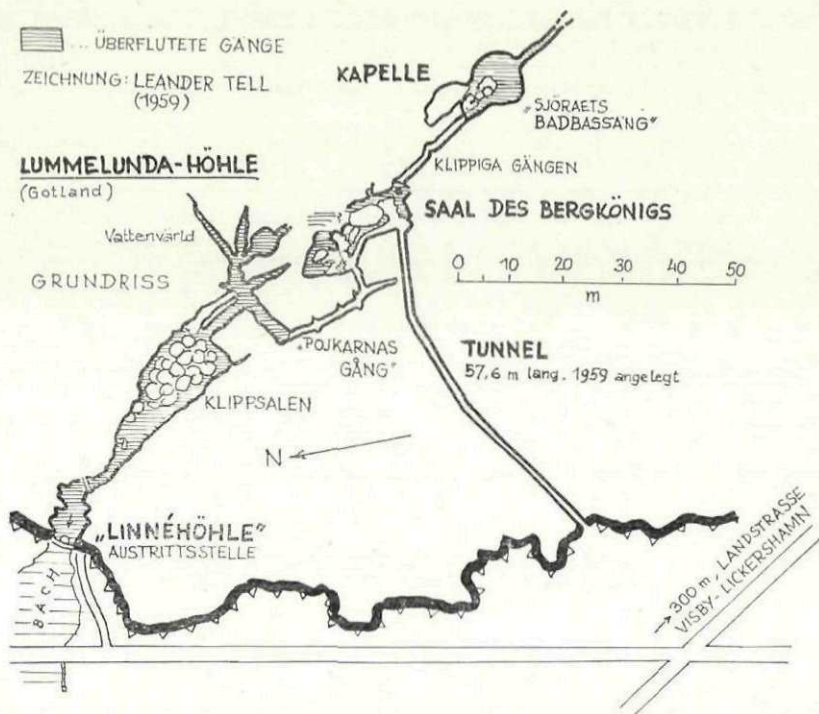 ... ÜBERFLUTETE GÄNGE
ZEICHNUNG: LEANDER TELL
(1959)
LUMMELUNDA-HÖHLE
(Gotland)
Vattenvärld
GRUNDRISS
KAPELLE
„SJÖRAETS
BADBASSÄNG"
KLIPPIGA GÄNGEN
SAAL DES BERGKÖNIGS
0 10 20 30 40 50
m
„POJKARNAS
GÅNG"
TUNNEL
57,6 m lang, 1959 angelegt
KLIPPSALEN
N
„LINNÉHÖHLE"
AUSTRITTSSTELLE
BACH
→ 300 m, LANDSTRASSE
VISBY-LICKERSHAMN